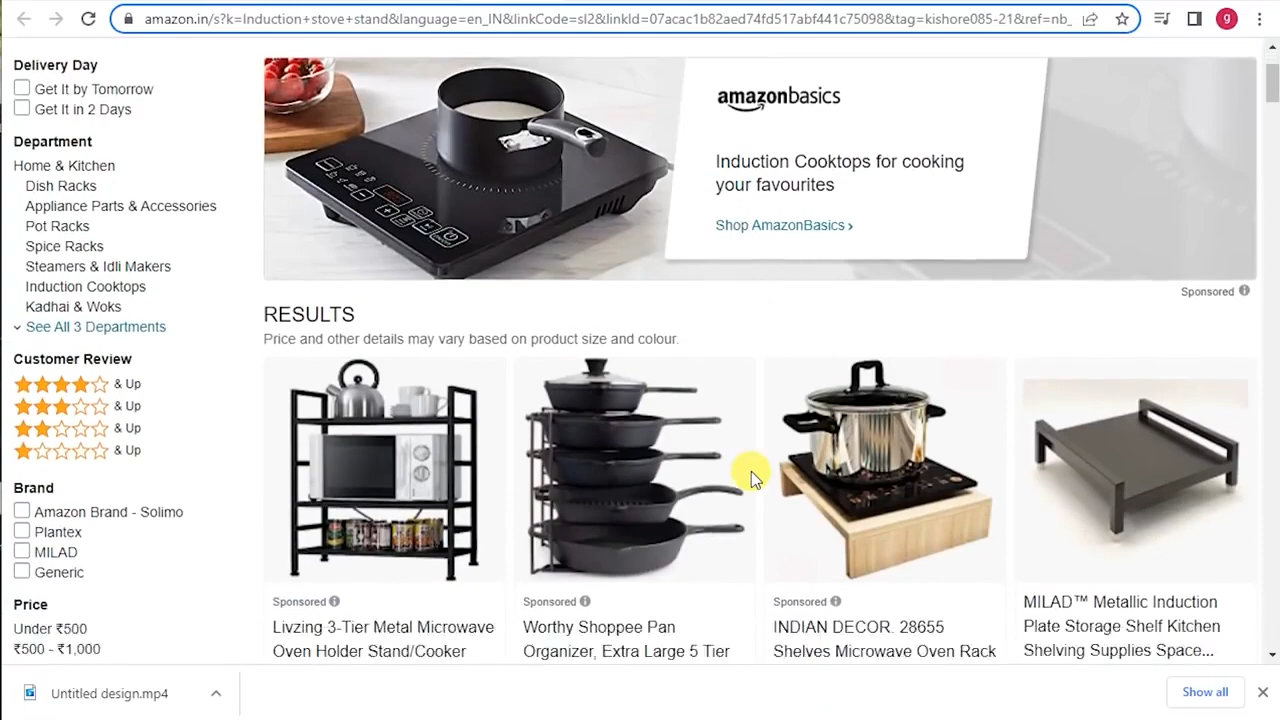 amazon.in/s?k=Induction+stove+stand&language=en_IN&linkCode=sl2&linkId=07acac1b82aed74fd517abf441c75098&tag=kishore085-21&ref=nb_
g
Delivery Day
Get It by Tomorrow
Get It in 2 Days
Department
Home & Kitchen
Dish Racks
Appliance Parts & Accessories
Pot Racks
Spice Racks
Steamers & Idli Makers
Induction Cooktops
Kadhai & Woks
See All 3 Departments
Customer Review
& Up
& Up
& Up
& Up
Brand
Amazon Brand - Solimo
Plantex
MILAD
Generic
Price
Under ₹500
₹500 - ₹1,000
amazonbasics
Induction Cooktops for cooking
your favourites
Shop AmazonBasics ›
Sponsored
RESULTS
Price and other details may vary based on product size and colour.
Sponsored
Livzing 3-Tier Metal Microwave
Oven Holder Stand/Cooker
Sponsored
Worthy Shoppee Pan
Organizer, Extra Large 5 Tier
Sponsored
INDIAN DECOR. 28655
Shelves Microwave Oven Rack
MILAD™ Metallic Induction
Plate Storage Shelf Kitchen
Shelving Supplies Space...
Untitled design.mp4
Show all